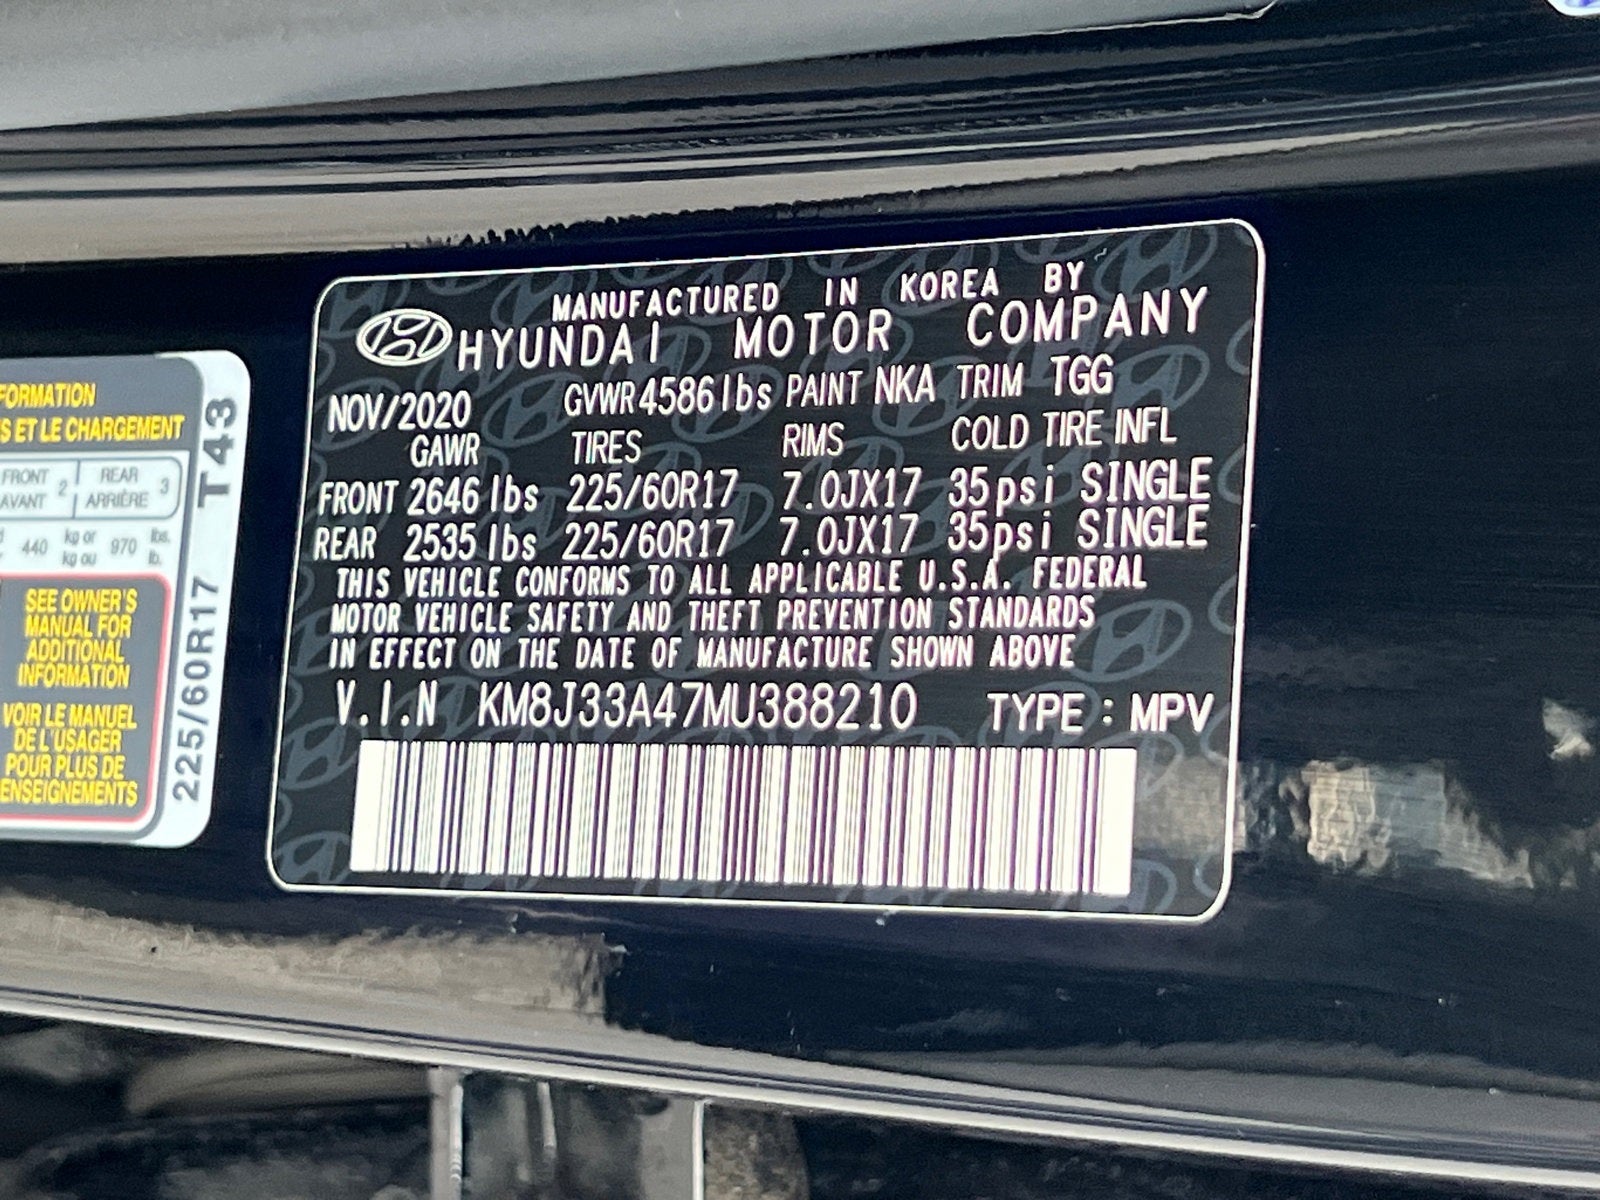 FORMATION
S ET LE CHARGEMENT
FRONT 2 REAR 3
AVANT ARRIÈRE
440 kg or 970 lbs.
kg ou lb.
SEE OWNER'S
MANUAL FOR
ADDITIONAL
INFORMATION
VOIR LE MANUEL
DE L'USAGER
POUR PLUS DE
ENSEIGNEMENTS
225/60R17 T43
MANUFACTURED IN KOREA BY
HYUNDAI MOTOR COMPANY
NOV/2020 GVWR 4586lbs PAINT NKA TRIM TGG
GAWR TIRES RIMS COLD TIRE INFL
FRONT 2646 lbs 225/60R17 7.0JX17 35psi SINGLE
REAR 2535 lbs 225/60R17 7.0JX17 35psi SINGLE
THIS VEHICLE CONFORMS TO ALL APPLICABLE U.S.A. FEDERAL
MOTOR VEHICLE SAFETY AND THEFT PREVENTION STANDARDS
IN EFFECT ON THE DATE OF MANUFACTURE SHOWN ABOVE
V.I.N KM8J33A47MU388210 TYPE : MPV